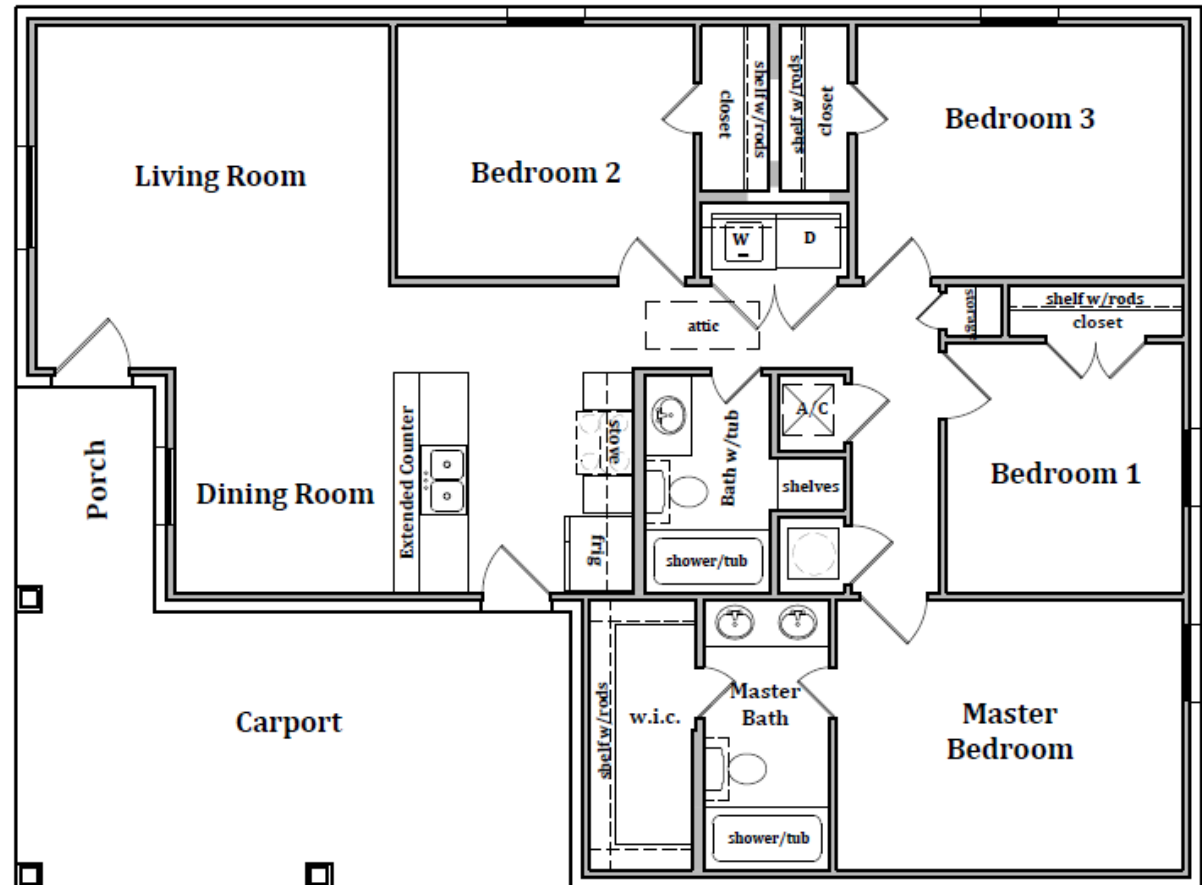 Living Room
Bedroom 2
closet
shelf w/rods
shelf w/rods
closet
Bedroom 3
W
D
attic
storage
shelf w/rods
closet
Porch
Dining Room
Extended Counter
stove
frig
Bath w/tub
shower/tub
A/C
shelves
Bedroom 1
Carport
shelf w/rods
w.i.c.
Master
Bath
shower/tub
Master
Bedroom